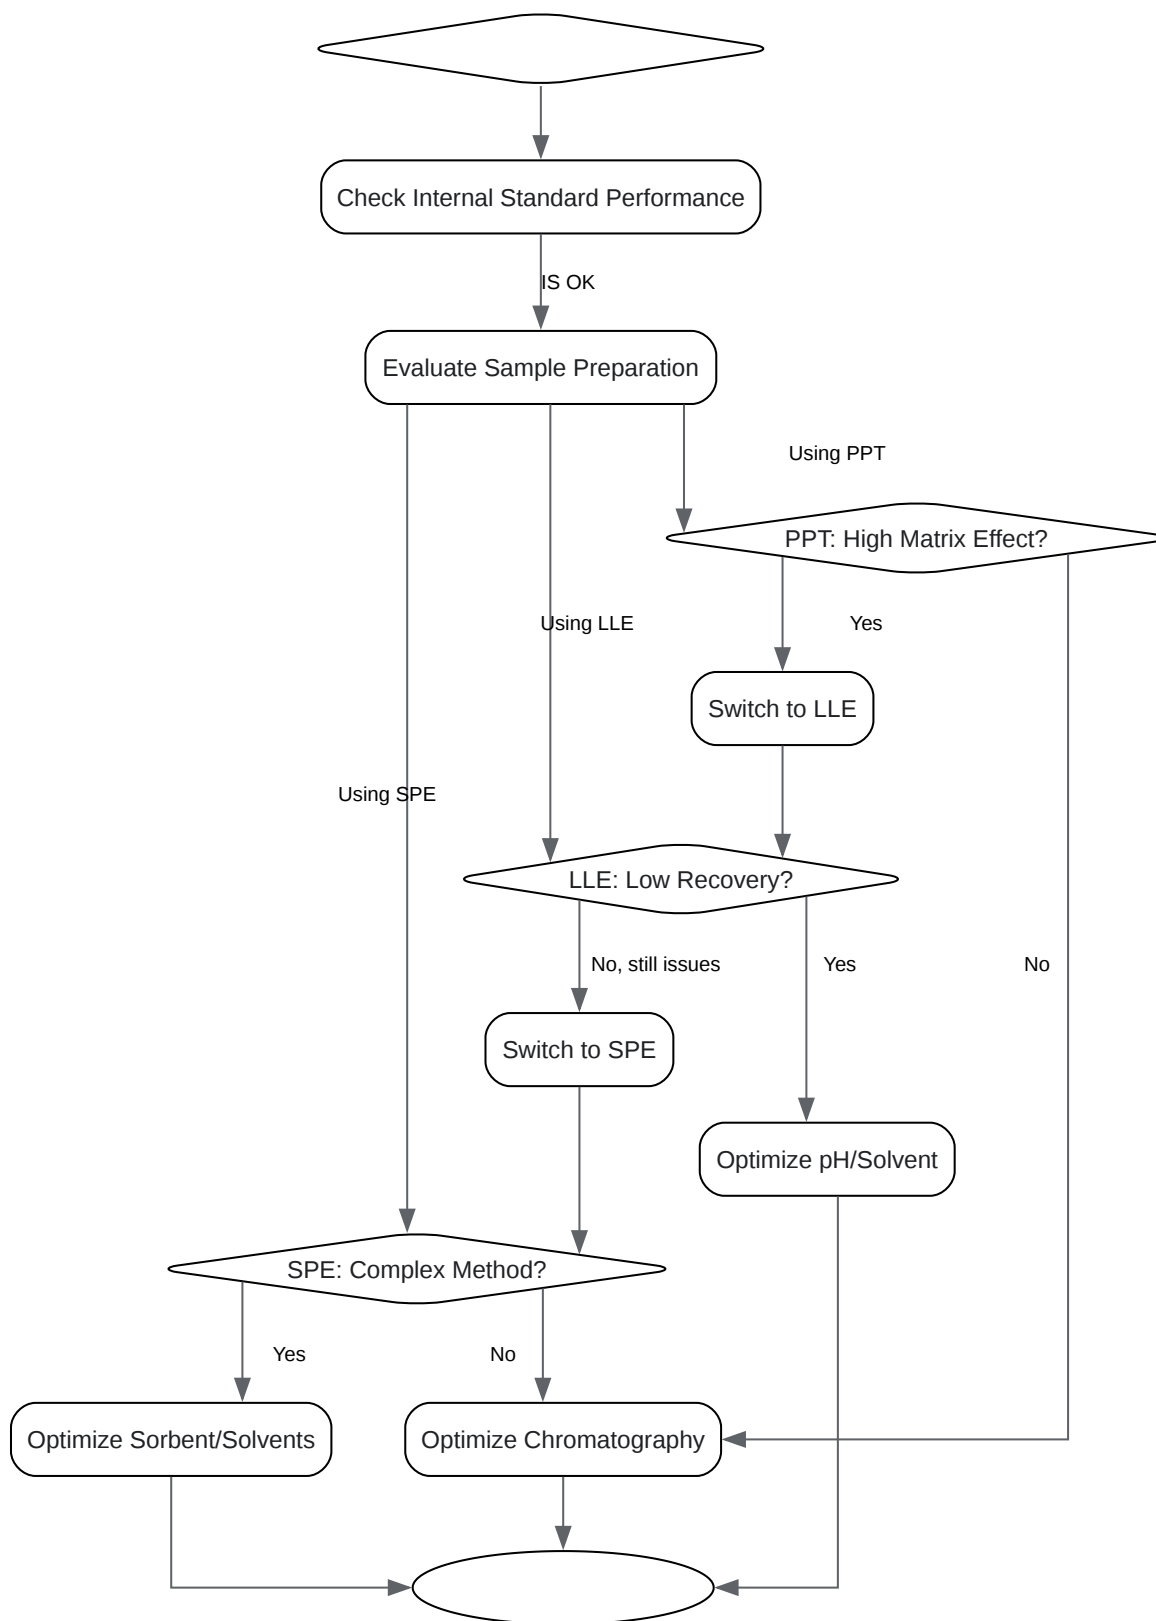 Check Internal Standard Performance
IS OK
Evaluate Sample Preparation
Using PPT
PPT: High Matrix Effect?
Using LLE
Yes
Switch to LLE
Using SPE
LLE: Low Recovery?
No, still issues
Yes
No
Switch to SPE
Optimize pH/Solvent
SPE: Complex Method?
Yes
No
Optimize Sorbent/Solvents
Optimize Chromatography